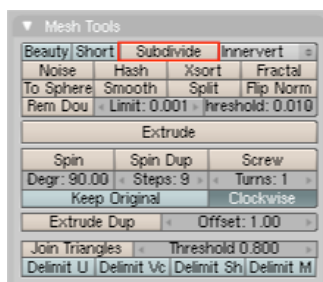 Mesh Tools
Beauty Short Subdivide Innervert
Noise Hash Xsort Fractal
To Sphere Smooth Split Flip Norm
Rem Dou Limit: 0.001 hreshold: 0.010
Extrude
Spin Spin Dup Screw
Degr: 90.00 Steps: 9 Turns: 1
Keep Original Clockwise
Extrude Dup Offset: 1.00
Join Triangles Threshold 0.800
Delimit U Delimit Vc Delimit Sh Delimit M